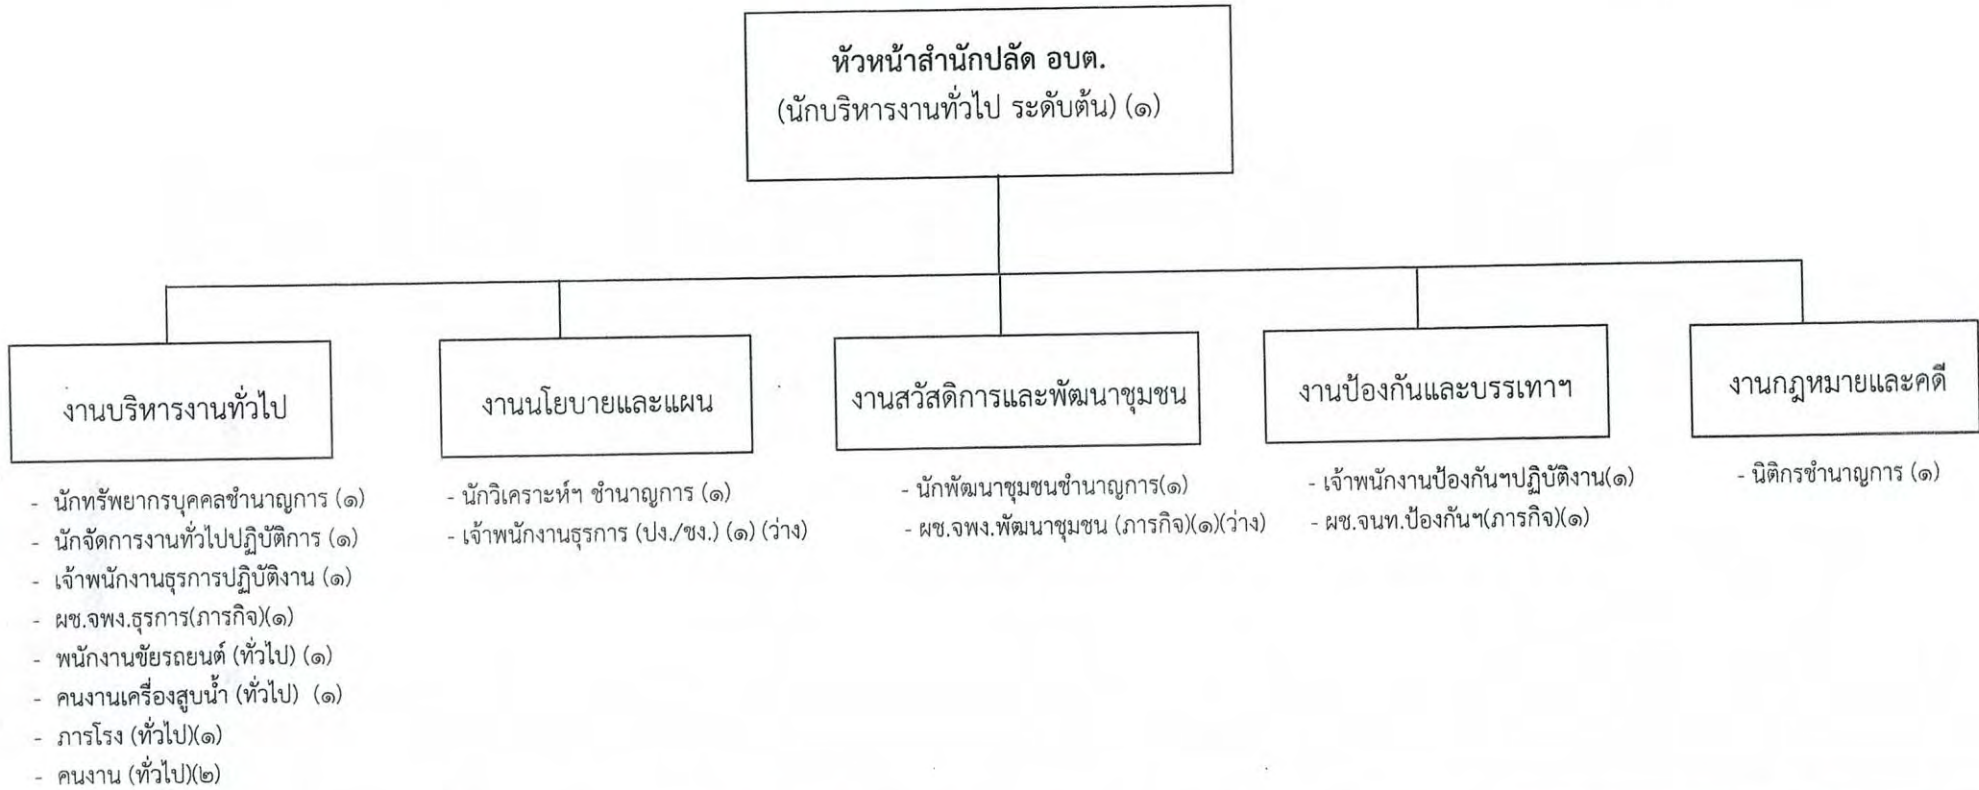 หัวหน้าสำนักปลัด อบต.
(นักบริหารงานทั่วไป ระดับต้น) (๑)
งานบริหารงานทั่วไป
- นักทรัพยากรบุคคลชำนาญการ (๑)
- นักจัดการงานทั่วไปปฏิบัติการ (๑)
- เจ้าพนักงานธุรการปฏิบัติงาน (๑)
- ผช.จพง.ธุรการ(ภารกิจ)(๑)
- พนักงานขัยรถยนต์ (ทั่วไป) (๑)
- คนงานเครื่องสูบน้ำ (ทั่วไป) (๑)
- ภารโรง (ทั่วไป)(๑)
- คนงาน (ทั่วไป)(๒)
งานนโยบายและแผน
- นักวิเคราะห์ฯ ชำนาญการ (๑)
- เจ้าพนักงานธุรการ (ปง./ชง.) (๑) (ว่าง)
งานสวัสดิการและพัฒนาชุมชน
- นักพัฒนาชุมชนชำนาญการ(๑)
- ผช.จพง.พัฒนาชุมชน (ภารกิจ)(๑)(ว่าง)
งานป้องกันและบรรเทาฯ
- เจ้าพนักงานป้องกันฯปฏิบัติงาน(๑)
- ผช.จนท.ป้องกันฯ(ภารกิจ)(๑)
งานกฎหมายและคดี
- นิติกรชำนาญการ (๑)